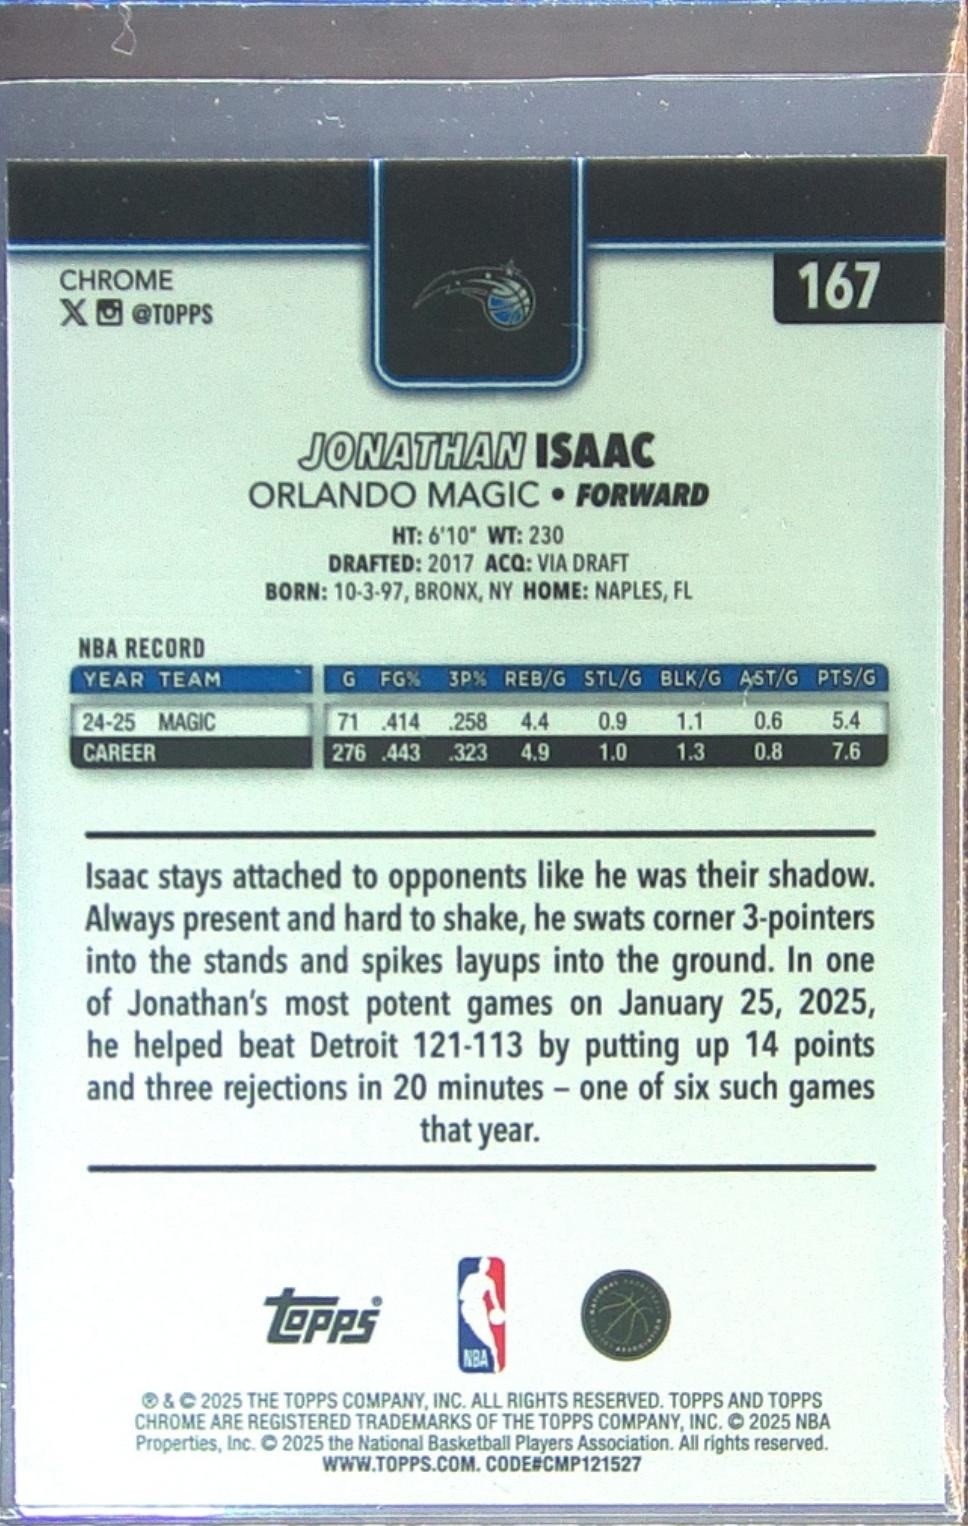 CHROME
167
X @TOPPS
JONATHAN ISAAC
ORLANDO MAGIC • FORWARD
HT: 6'10" WT: 230
DRAFTED: 2017 ACQ: VIA DRAFT
BORN: 10-3-97, BRONX, NY HOME: NAPLES, FL
NBA RECORD
YEAR TEAM G FG% 3P% REB/G STL/G BLK/G AST/G PTS/G
24-25 MAGIC 71 .414 .258 4.4 0.9 1.1 0.6 5.4
CAREER 276 .443 .323 4.9 1.0 1.3 0.8 7.6
Isaac stays attached to opponents like he was their shadow.
Always present and hard to shake, he swats corner 3-pointers
into the stands and spikes layups into the ground. In one
of Jonathan's most potent games on January 25, 2025,
he helped beat Detroit 121-113 by putting up 14 points
and three rejections in 20 minutes – one of six such games
that year.
Topps®
NBA
® & © 2025 THE TOPPS COMPANY, INC. ALL RIGHTS RESERVED. TOPPS AND TOPPS
CHROME ARE REGISTERED TRADEMARKS OF THE TOPPS COMPANY, INC. © 2025 NBA
Properties, Inc. © 2025 the National Basketball Players Association. All rights reserved.
WWW.TOPPS.COM. CODE#CMP121527